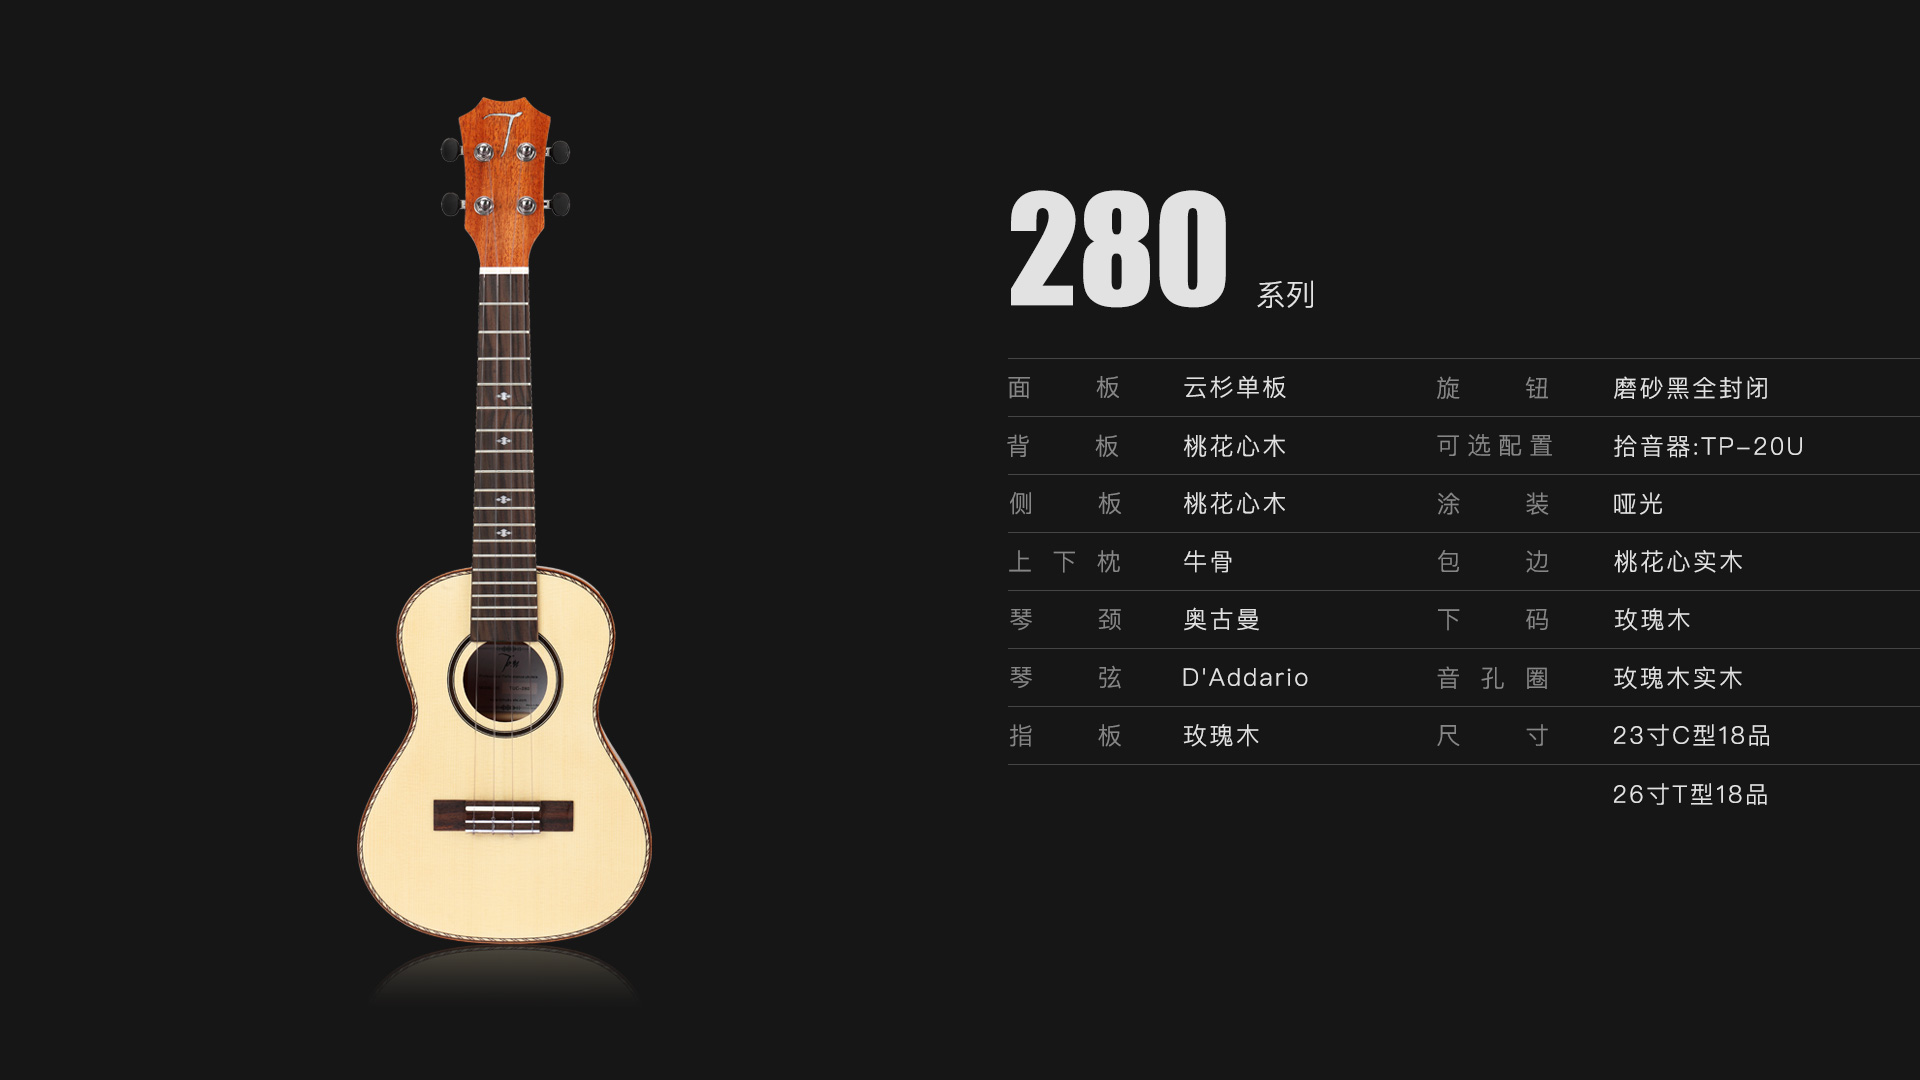 280 系列
面板 云杉单板 旋钮 磨砂黑全封闭
背板 桃花心木 可选配置 拾音器:TP-20U
侧板 桃花心木 涂装 哑光
上下枕 牛骨 包边 桃花心实木
琴颈 奥古曼 下码 玫瑰木
琴弦 D'Addario 音孔圈 玫瑰木实木
指板 玫瑰木 尺寸 23寸C型18品
26寸T型18品